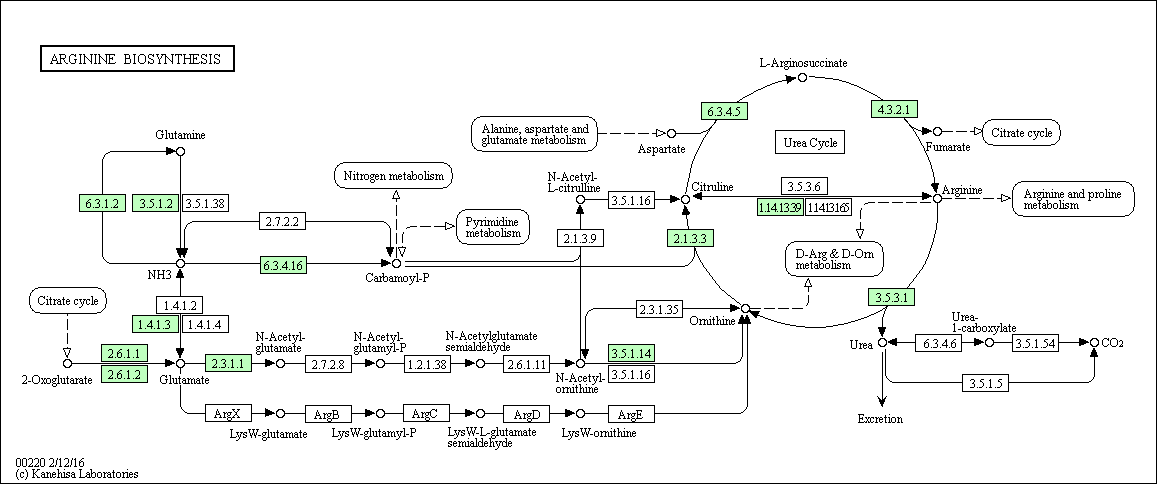 ARGININE BIOSYNTHESIS
L-Arginosuccinate
6.3.4.5
4.3.2.1
Alanine, aspartate and
glutamate metabolism
Aspartate
Urea Cycle
Fumarate
Citrate cycle
Glutamine
Nitrogen metabolism
N-Acetyl-
L-citrulline
3.5.1.16
Citruline
3.5.3.6
1.14.13.39
1.14.13.165
Arginine
Arginine and proline
metabolism
6.3.1.2
3.5.1.2
3.5.1.38
2.7.2.2
Pyrimidine
metabolism
2.1.3.9
2.1.3.3
D-Arg & D-Orn
metabolism
NH3
6.3.4.16
Carbamoyl-P
Citrate cycle
1.4.1.2
1.4.1.3
1.4.1.4
2.3.1.35
Ornithine
3.5.3.1
2-Oxoglutarate
2.6.1.1
2.6.1.2
Glutamate
2.3.1.1
N-Acetyl-
glutamate
2.7.2.8
N-Acetyl-
glutamyl-P
1.2.1.38
N-Acetylglutamate
semialdehyde
2.6.1.11
N-Acetyl-
ornithine
3.5.1.14
3.5.1.16
Urea
6.3.4.6
Urea-
1-carboxylate
3.5.1.54
CO2
3.5.1.5
Excretion
ArgX
LysW-glutamate
ArgB
LysW-glutamyl-P
ArgC
LysW-L-glutamate
semialdehyde
ArgD
LysW-ornithine
ArgE
00220 2/12/16
(c) Kanehisa Laboratories